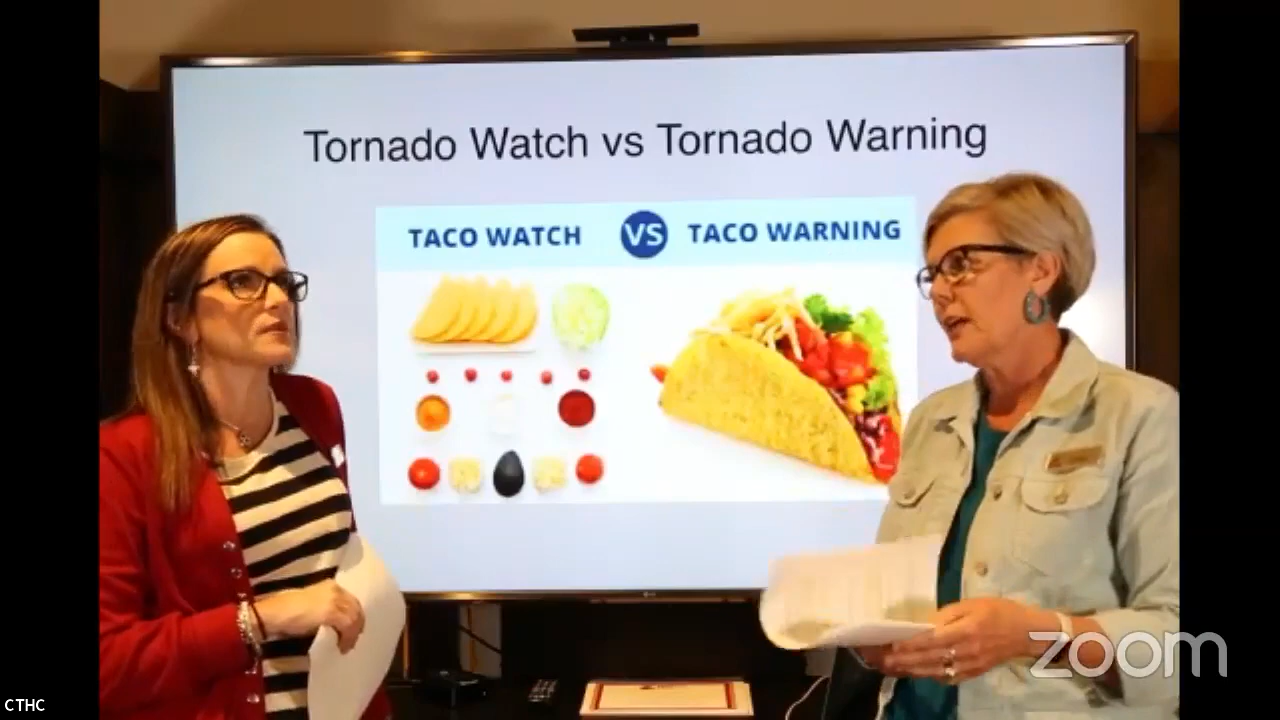 Tornado Watch vs Tornado Warning
TACO WATCH VS TACO WARNING
zoom
CTHC